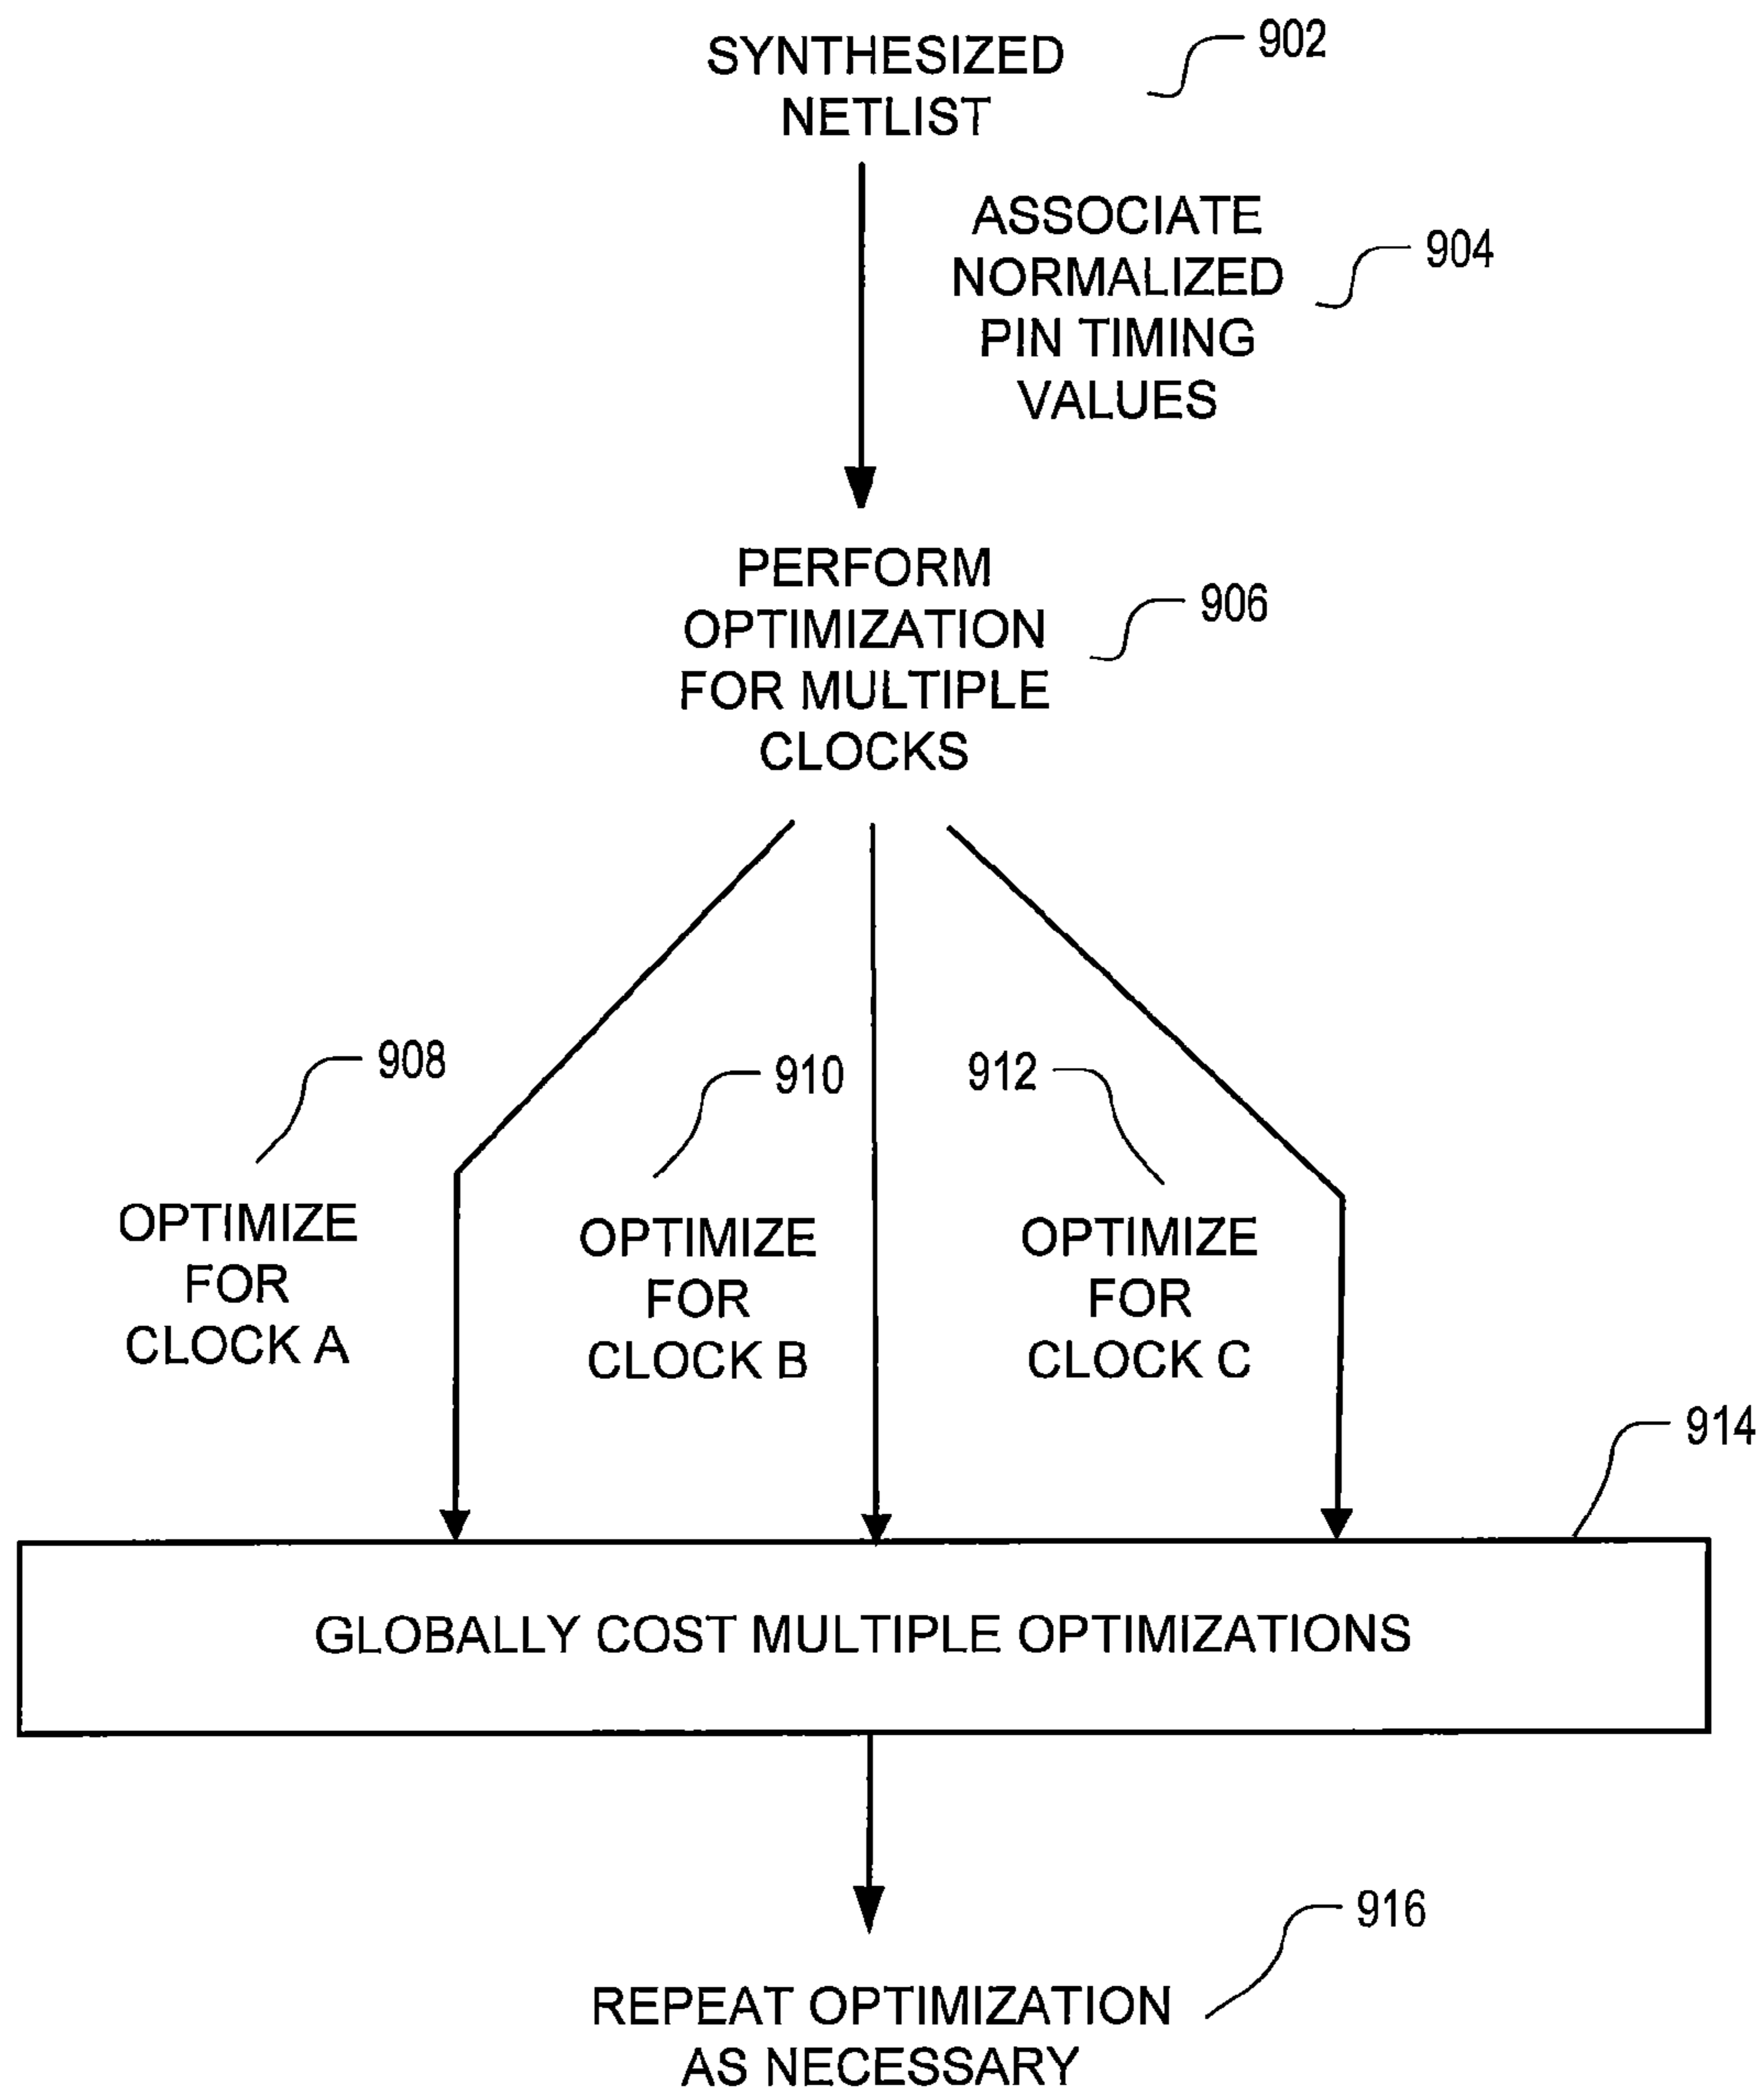 SYNTHESIZED
NETLIST
902
ASSOCIATE
NORMALIZED
PIN TIMING
VALUES
904
PERFORM
OPTIMIZATION
FOR MULTIPLE
CLOCKS
906
908
OPTIMIZE
FOR
CLOCK A
910
OPTIMIZE
FOR
CLOCK B
912
OPTIMIZE
FOR
CLOCK C
914
GLOBALLY COST MULTIPLE OPTIMIZATIONS
916
REPEAT OPTIMIZATION
AS NECESSARY